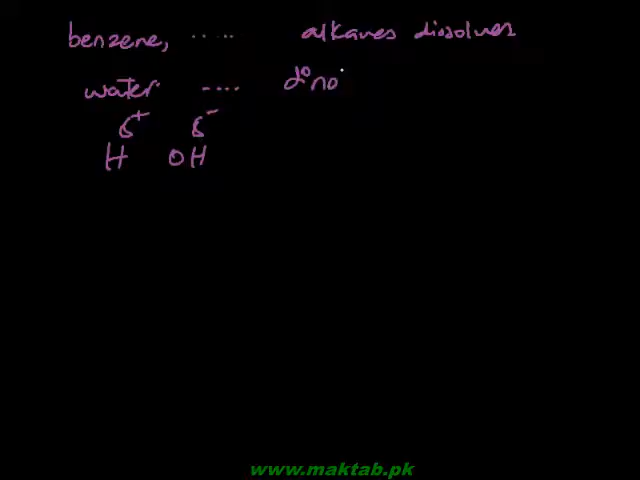 benzene, ..... alkanes dissolves
water .... do no
δ+ δ-
H OH
www.maktab.pk